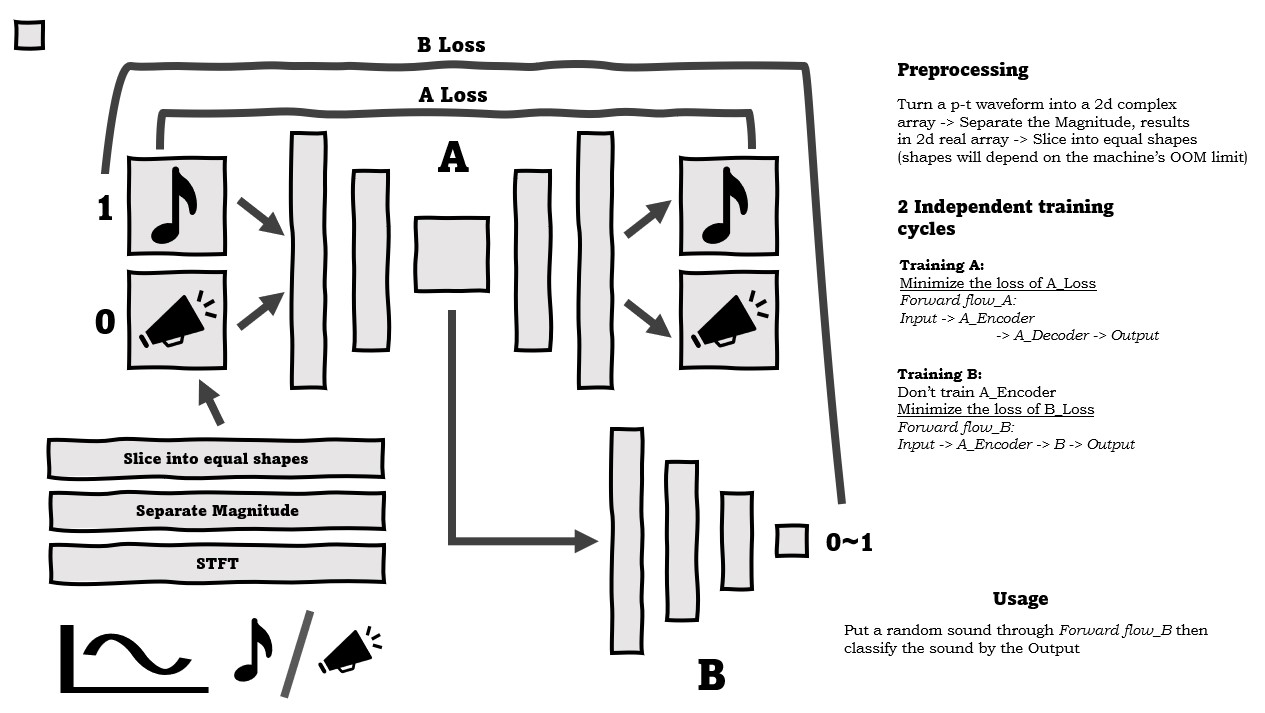 B Loss
A Loss
A
1
0
Slice into equal shapes
Separate Magnitude
STFT
0~1
B
Preprocessing
Turn a p-t waveform into a 2d complex
array -> Separate the Magnitude, results
in 2d real array -> Slice into equal shapes
(shapes will depend on the machine's OOM limit)
2 Independent training
cycles
Training A:
Minimize the loss of A_Loss
Forward flow_A:
Input -> A_Encoder
-> A_Decoder -> Output
Training B:
Don't train A_Encoder
Minimize the loss of B_Loss
Forward flow_B:
Input -> A_Encoder -> B -> Output
Usage
Put a random sound through Forward flow_B then
classify the sound by the Output